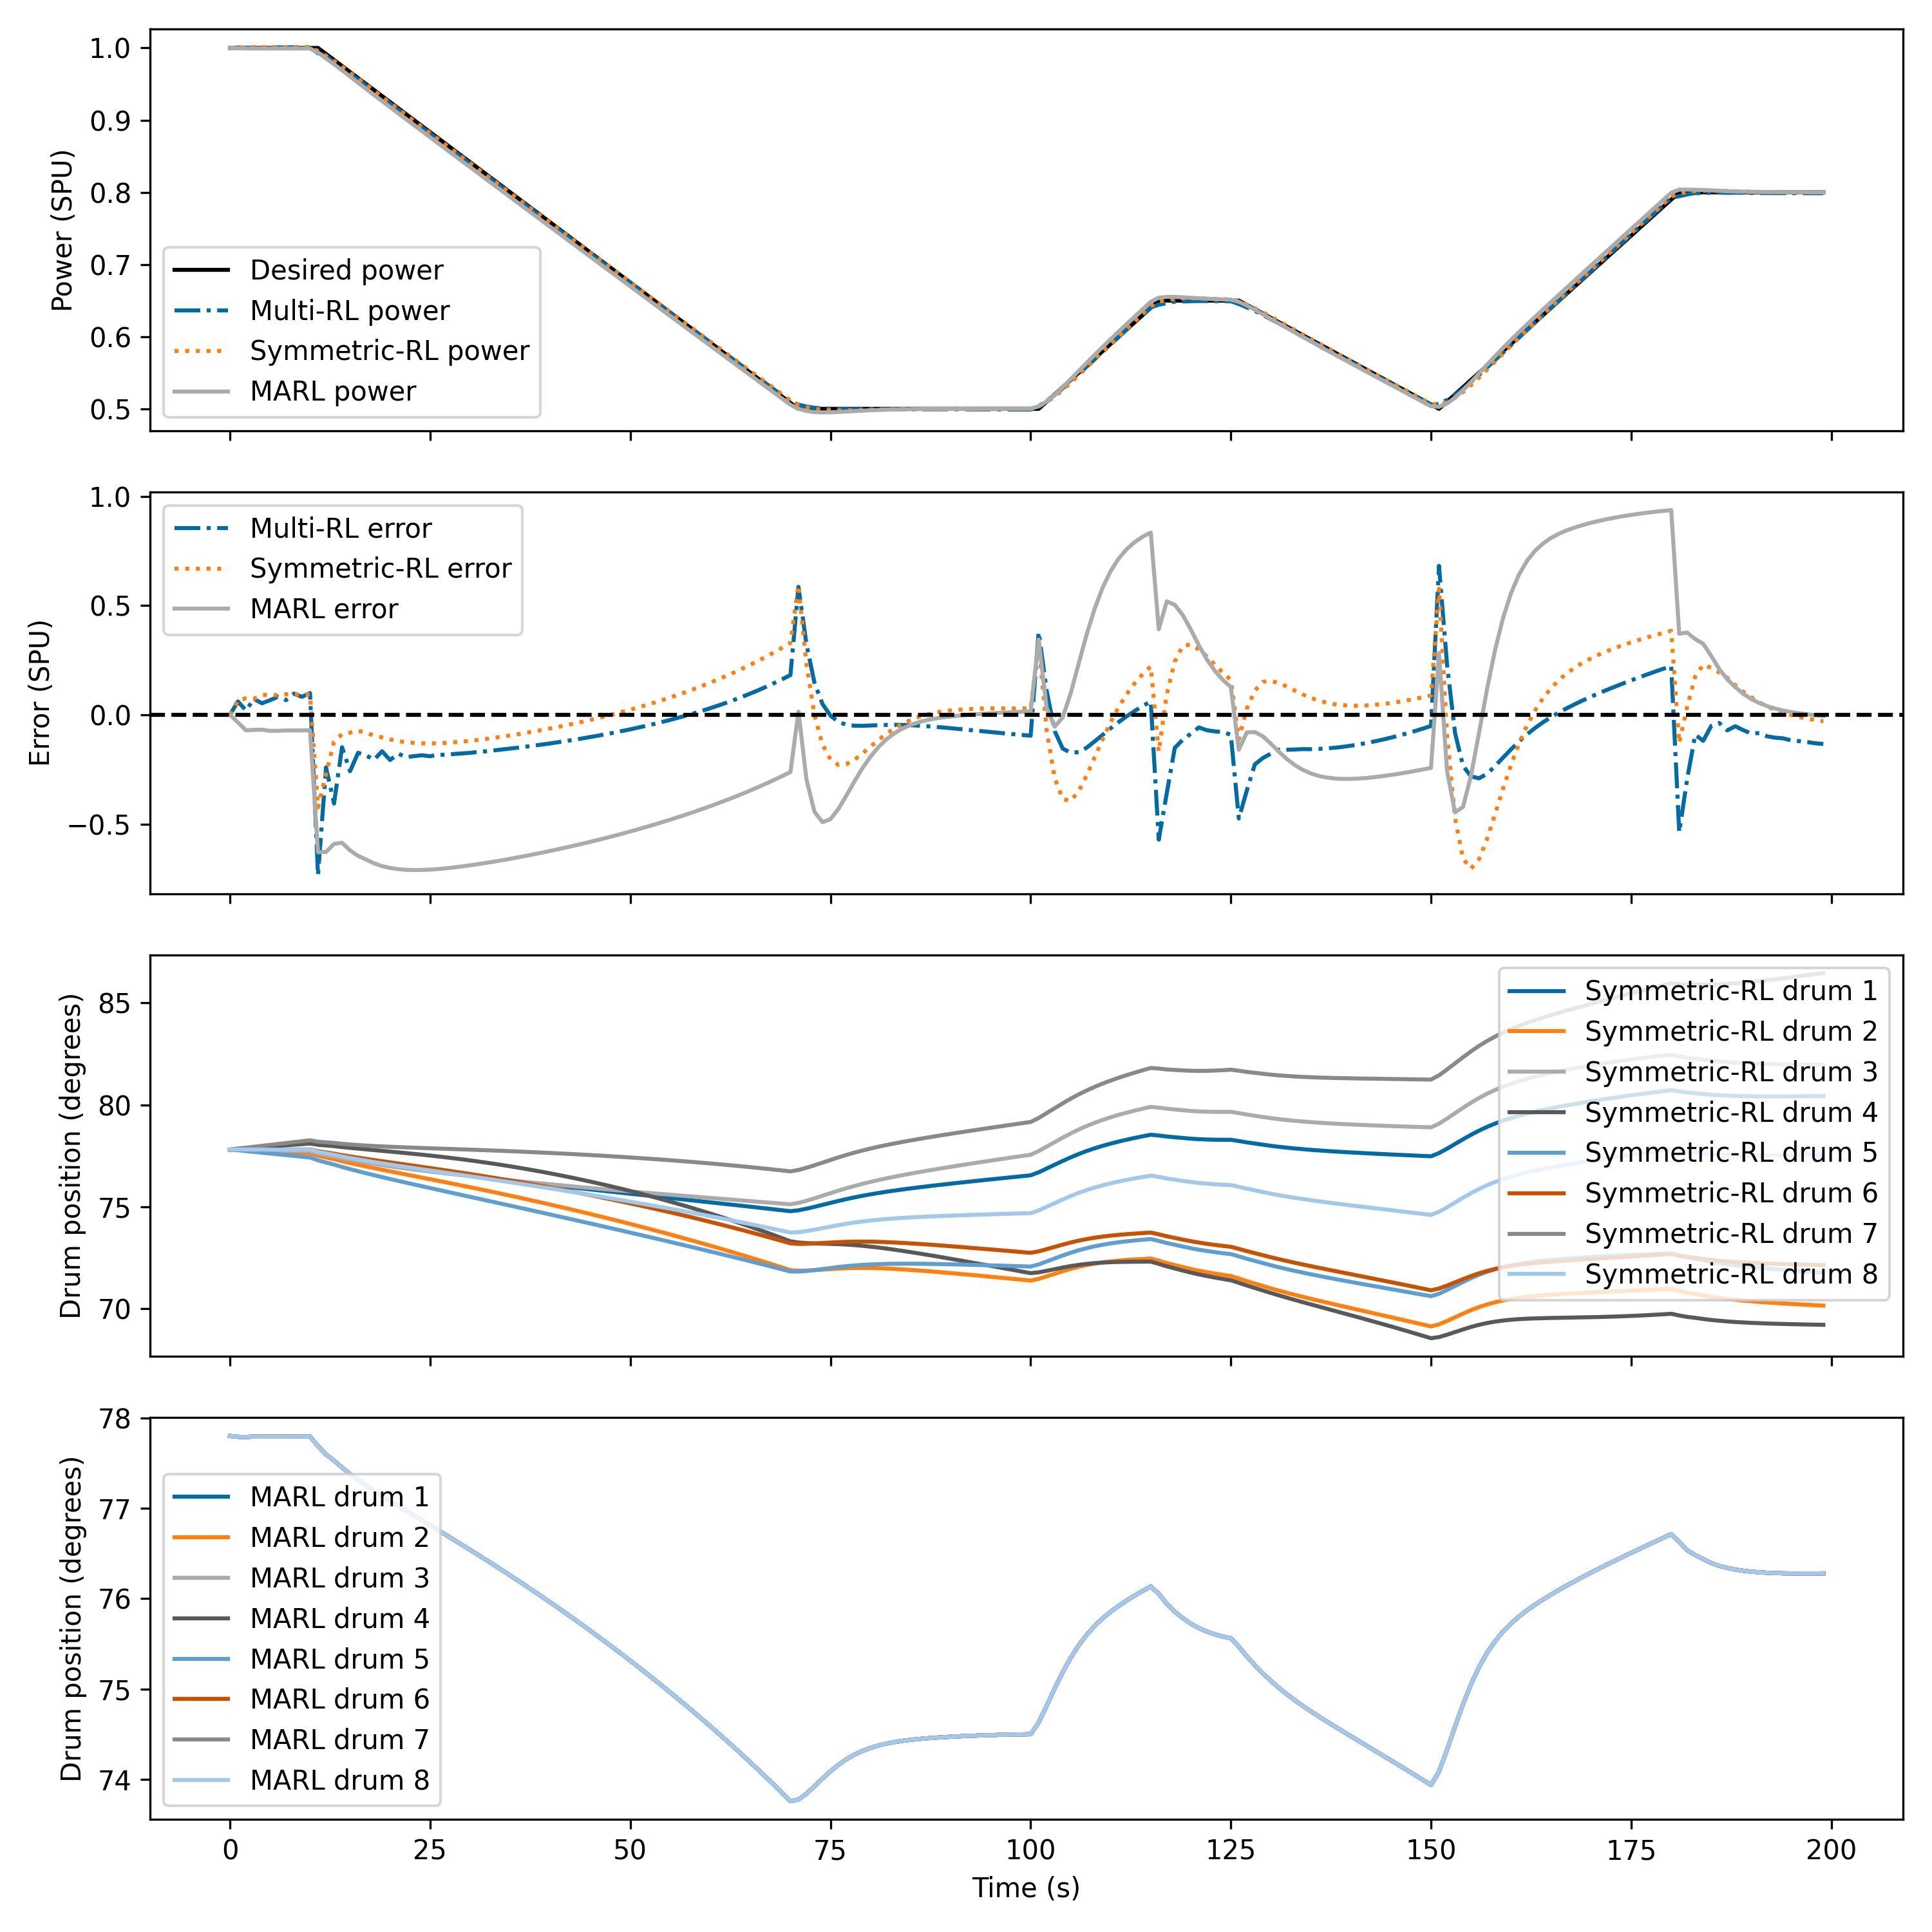 1.0
0.9
0.8
0.7
0.6
0.5
Power (SPU)
Desired power
Multi-RL power
Symmetric-RL power
MARL power
1.0
0.5
0.0
−0.5
Error (SPU)
Multi-RL error
Symmetric-RL error
MARL error
85
80
75
70
Drum position (degrees)
Symmetric-RL drum 1
Symmetric-RL drum 2
Symmetric-RL drum 3
Symmetric-RL drum 4
Symmetric-RL drum 5
Symmetric-RL drum 6
Symmetric-RL drum 7
Symmetric-RL drum 8
78
77
76
75
74
Drum position (degrees)
MARL drum 1
MARL drum 2
MARL drum 3
MARL drum 4
MARL drum 5
MARL drum 6
MARL drum 7
MARL drum 8
0 25 50 75 100 125 150 175 200
Time (s)